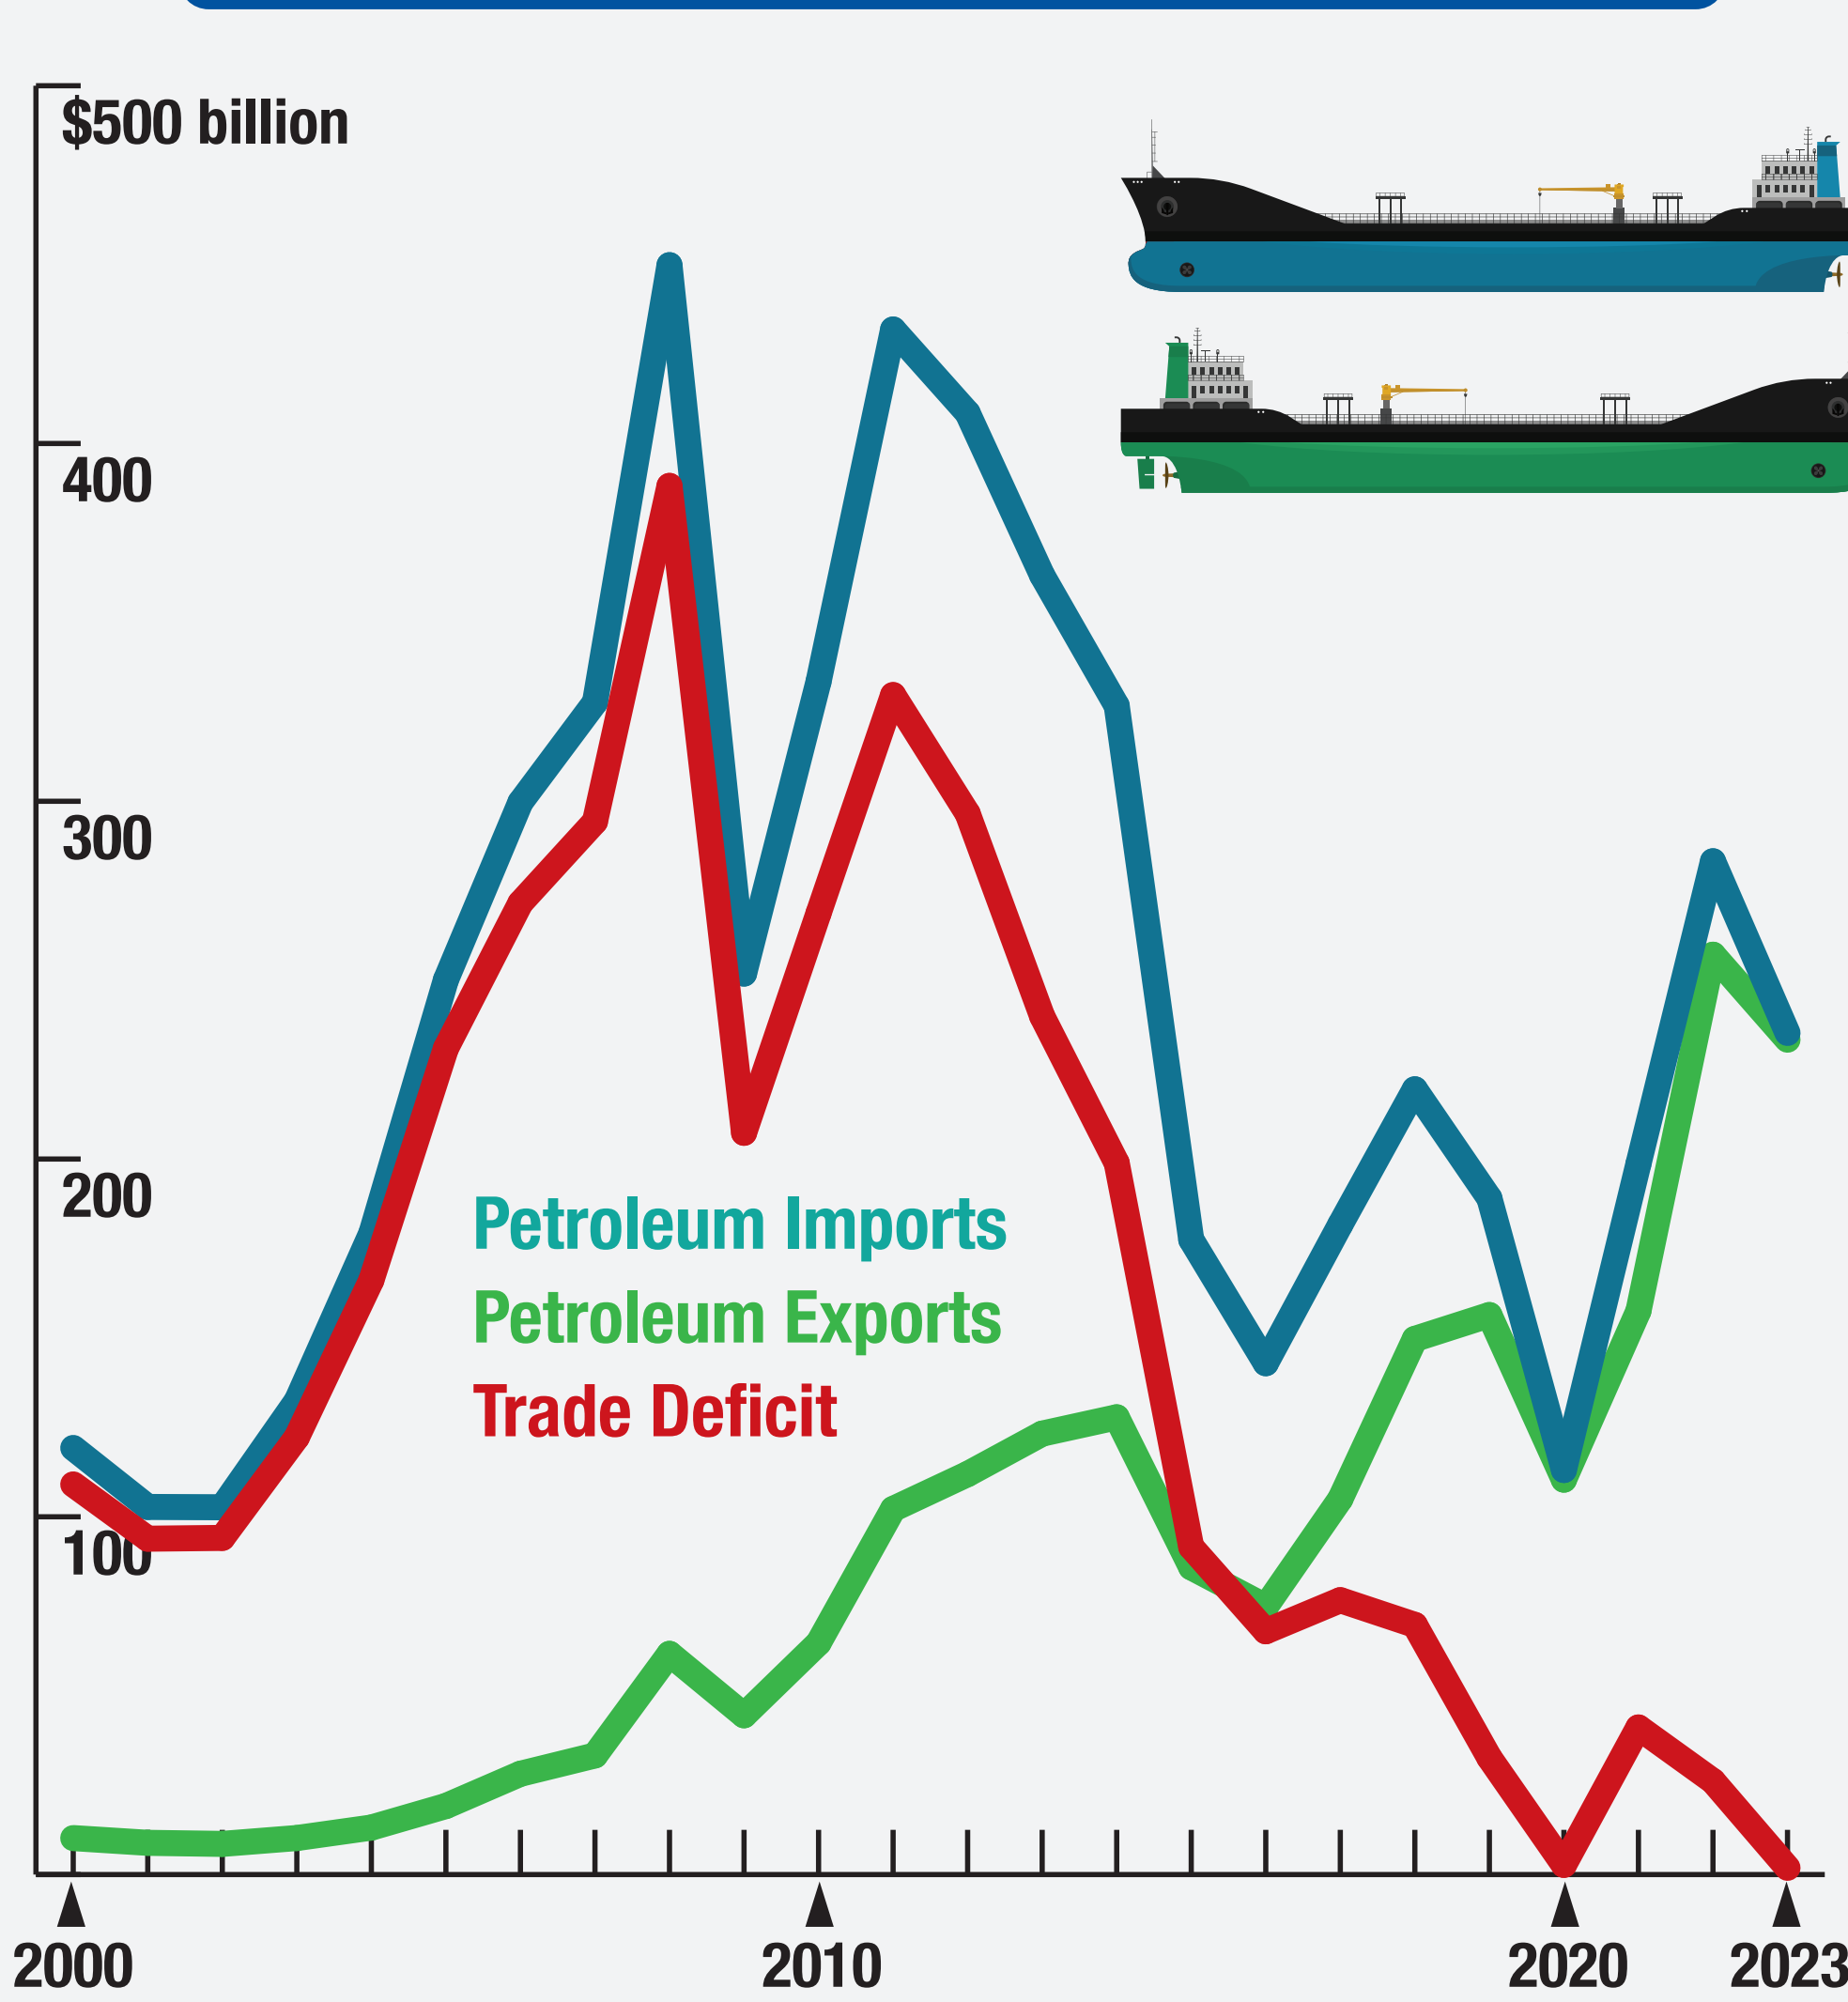 $500 billion
400
300
200
Petroleum Imports
Petroleum Exports
Trade Deficit
100
2000 2010 2020 2023